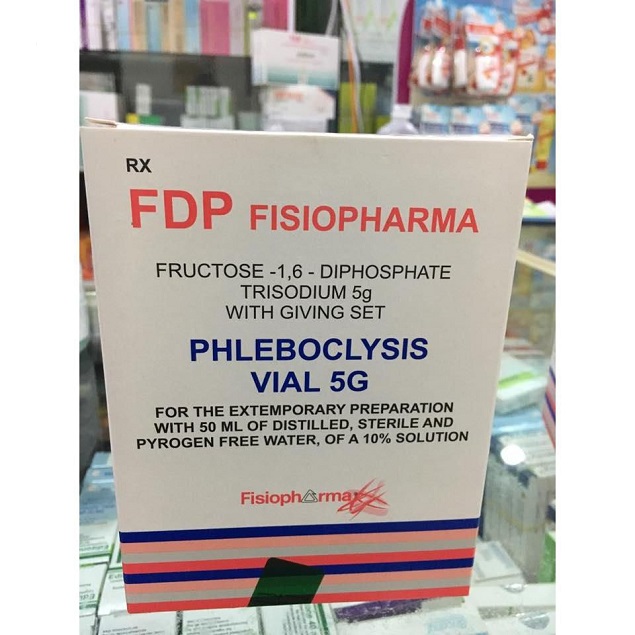 RX
FDP FISIOPHARMA
FRUCTOSE -1,6 - DIPHOSPHATE
TRISODIUM 5g
WITH GIVING SET
PHLEBOCLYSIS
VIAL 5G
FOR THE EXTEMPORARY PREPARATION
WITH 50 ML OF DISTILLED, STERILE AND
PYROGEN FREE WATER, OF A 10% SOLUTION
Fisiopharma